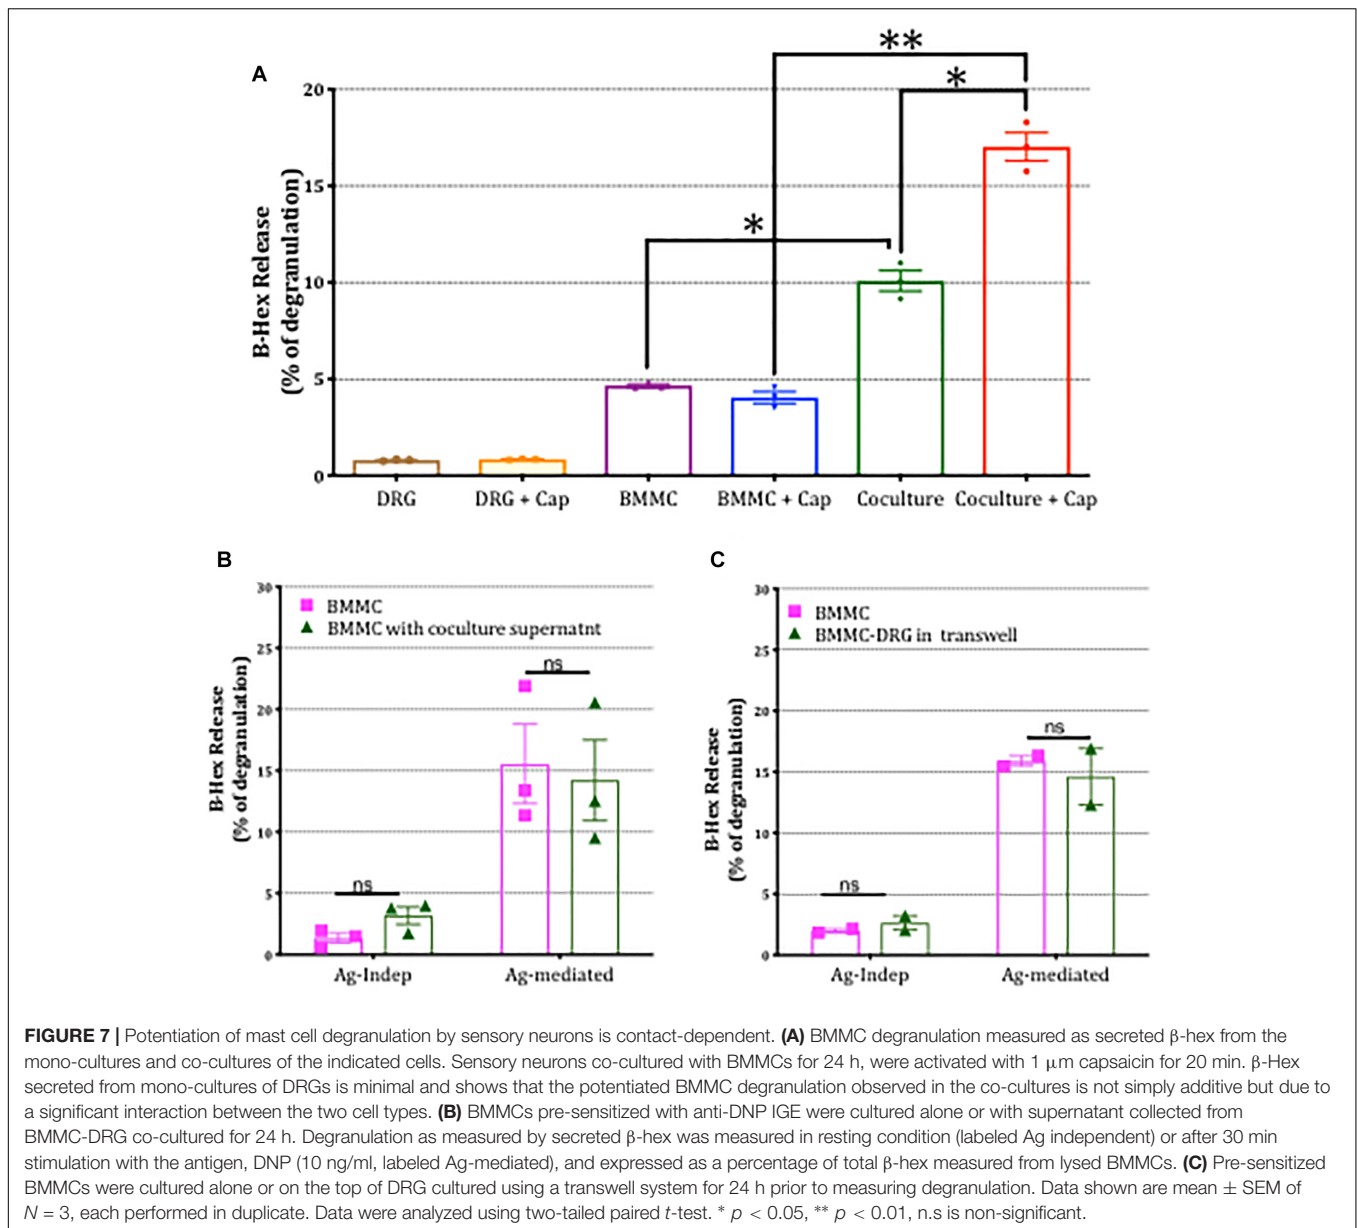 A
**
*
*
20
15
10
5
0
B-Hex Release
(% of degranulation)
DRG
DRG + Cap
BMMC
BMMC + Cap
Coculture
Coculture + Cap
B
30
25
20
15
10
5
0
B-Hex Release
(% of degranulation)
BMMC
BMMC with coculture supernatnt
ns
ns
Ag-Indep
Ag-mediated
C
30
25
20
15
10
5
0
B-Hex Release
(% of degranulation)
BMMC
BMMC-DRG in transwell
ns
ns
Ag-Indep
Ag-mediated
FIGURE 7 | Potentiation of mast cell degranulation by sensory neurons is contact-dependent. (A) BMMC degranulation measured as secreted β-hex from the
mono-cultures and co-cultures of the indicated cells. Sensory neurons co-cultured with BMMCs for 24 h, were activated with 1 μm capsaicin for 20 min. β-Hex
secreted from mono-cultures of DRGs is minimal and shows that the potentiated BMMC degranulation observed in the co-cultures is not simply additive but due to
a significant interaction between the two cell types. (B) BMMCs pre-sensitized with anti-DNP IGE were cultured alone or with supernatant collected from
BMMC-DRG co-cultured for 24 h. Degranulation as measured by secreted β-hex was measured in resting condition (labeled Ag independent) or after 30 min
stimulation with the antigen, DNP (10 ng/ml, labeled Ag-mediated), and expressed as a percentage of total β-hex measured from lysed BMMCs. (C) Pre-sensitized
BMMCs were cultured alone or on the top of DRG cultured using a transwell system for 24 h prior to measuring degranulation. Data shown are mean ± SEM of
N = 3, each performed in duplicate. Data were analyzed using two-tailed paired t-test. * p < 0.05, ** p < 0.01, n.s is non-significant.